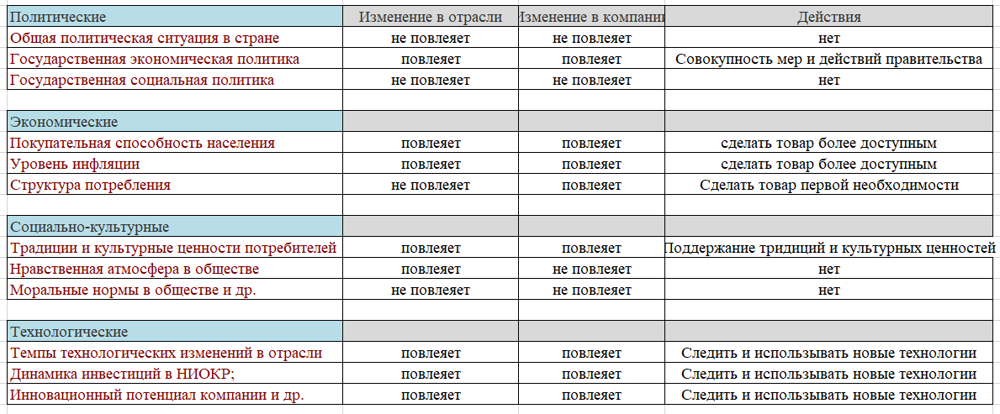 Политические Изменение в отрасли Изменение в компании Действия
Общая политическая ситуация в стране не повлеяет не повлеяет нет
Государственная экономическая политика повлеяет повлеяет Совокупность мер и действий правительства
Государственная социальная политика не повлеяет не повлеяет нет
Экономические
Покупательная способность населения повлеяет повлеяет сделать товар более доступным
Уровень инфляции повлеяет повлеяет сделать товар более доступным
Структура потребления не повлеяет повлеяет Сделать товар первой необходимости
Социально-культурные
Традиции и культурные ценности потребителей повлеяет повлеяет Поддержание тридиций и культурных ценностей
Нравственная атмосфера в обществе повлеяет не повлеяет нет
Моральные нормы в обществе и др. не повлеяет не повлеяет нет
Технологические
Темпы технологических изменений в отрасли повлеяет повлеяет Следить и использывать новые технологии
Динамика инвестиций в НИОКР; повлеяет повлеяет Следить и использывать новые технологии
Инновационный потенциал компании и др. повлеяет повлеяет Следить и использывать новые технологии